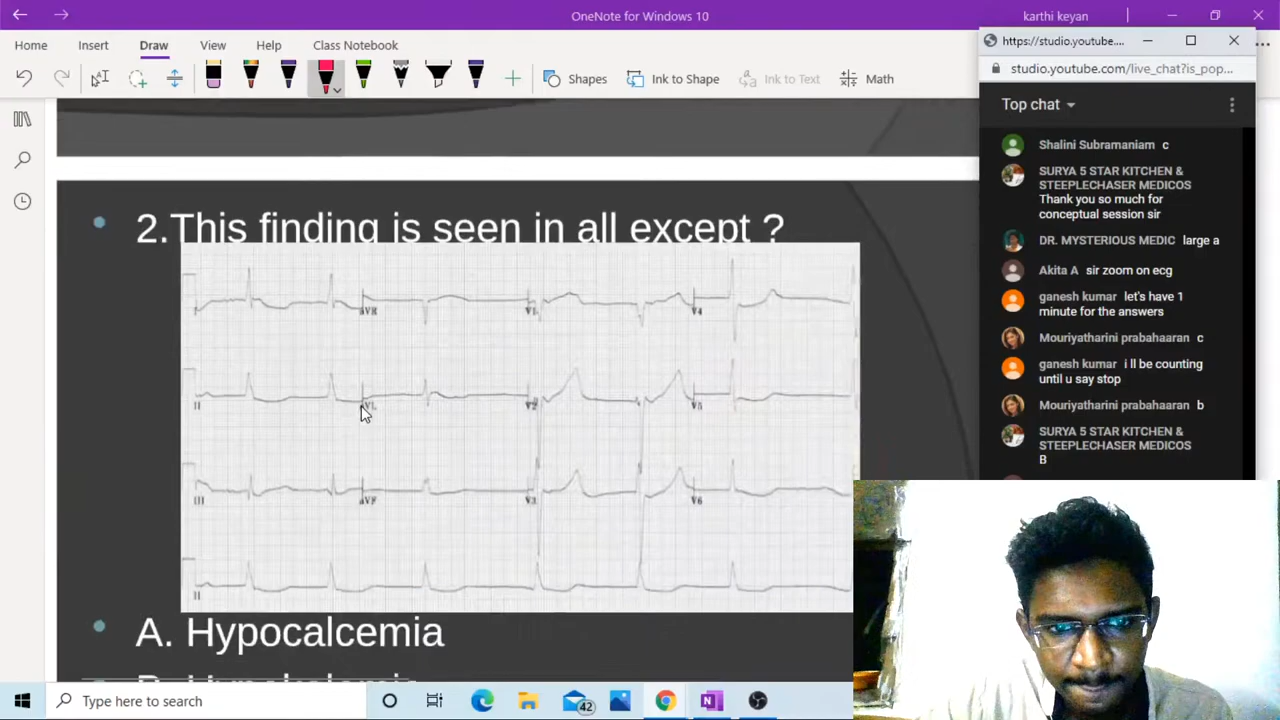 OneNote for Windows 10
karthi keyan
Home
Insert
Draw
View
Help
Class Notebook
Shapes
Ink to Shape
Ink to Text
Math
https://studio.youtube....
studio.youtube.com/live_chat?is_pop...
Top chat
Shalini Subramaniam c
SURYA 5 STAR KITCHEN &
STEEPLECHASER MEDICOS
Thank you so much for
conceptual session sir
DR. MYSTERIOUS MEDIC large a
Akita A sir zoom on ecg
ganesh kumar let's have 1
minute for the answers
Mouriyatharini prabahaaran c
ganesh kumar i ll be counting
until u say stop
Mouriyatharini prabahaaran b
SURYA 5 STAR KITCHEN &
STEEPLECHASER MEDICOS
B
2.This finding is seen in all except ?
I aVR V1 V4
II aVL V2 V5
III aVF V3 V6
II
A. Hypocalcemia
Type here to search
42